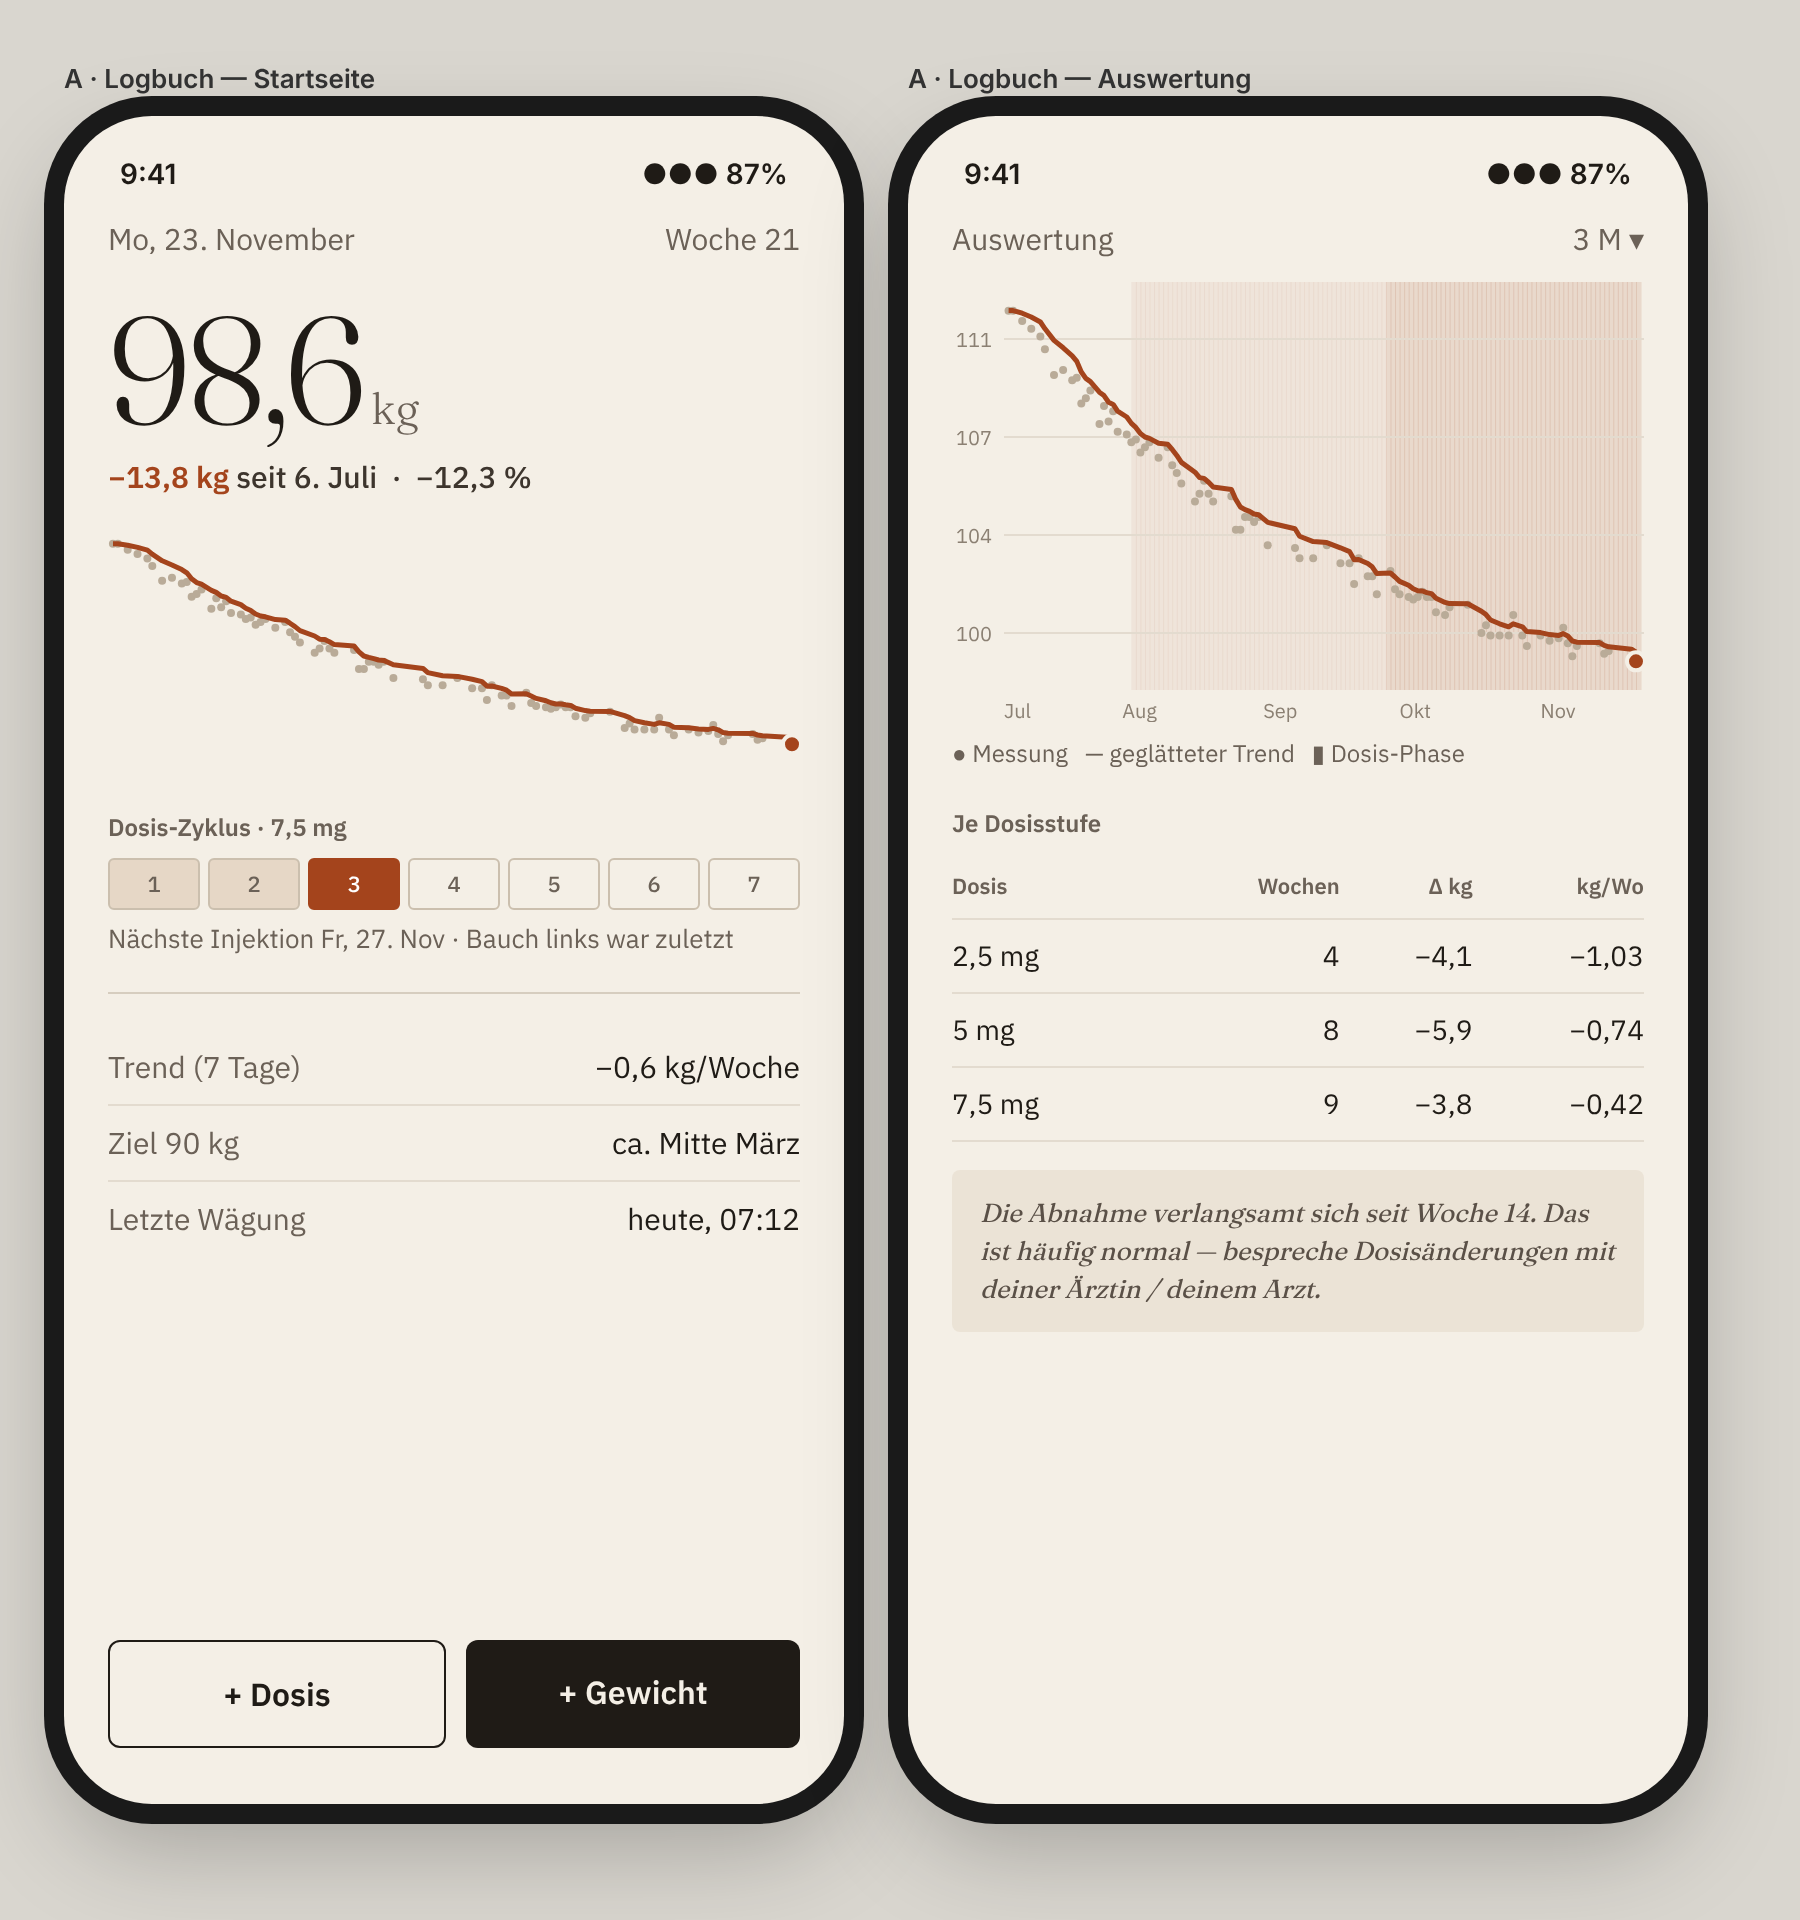 A · Logbuch — Startseite
9:41 ●●● 87%
Mo, 23. November Woche 21
98,6 kg
−13,8 kg seit 6. Juli · −12,3 %
Dosis-Zyklus · 7,5 mg
1 2 3 4 5 6 7
Nächste Injektion Fr, 27. Nov · Bauch links war zuletzt
Trend (7 Tage) −0,6 kg/Woche
Ziel 90 kg ca. Mitte März
Letzte Wägung heute, 07:12
+ Dosis + Gewicht
A · Logbuch — Auswertung
9:41 ●●● 87%
Auswertung 3 M ▾
111
107
104
100
Jul Aug Sep Okt Nov
● Messung — geglätteter Trend ▮ Dosis-Phase
Je Dosisstufe
Dosis Wochen Δ kg kg/Wo
2,5 mg 4 −4,1 −1,03
5 mg 8 −5,9 −0,74
7,5 mg 9 −3,8 −0,42
Die Abnahme verlangsamt sich seit Woche 14. Das
ist häufig normal — bespreche Dosisänderungen mit
deiner Ärztin / deinem Arzt.